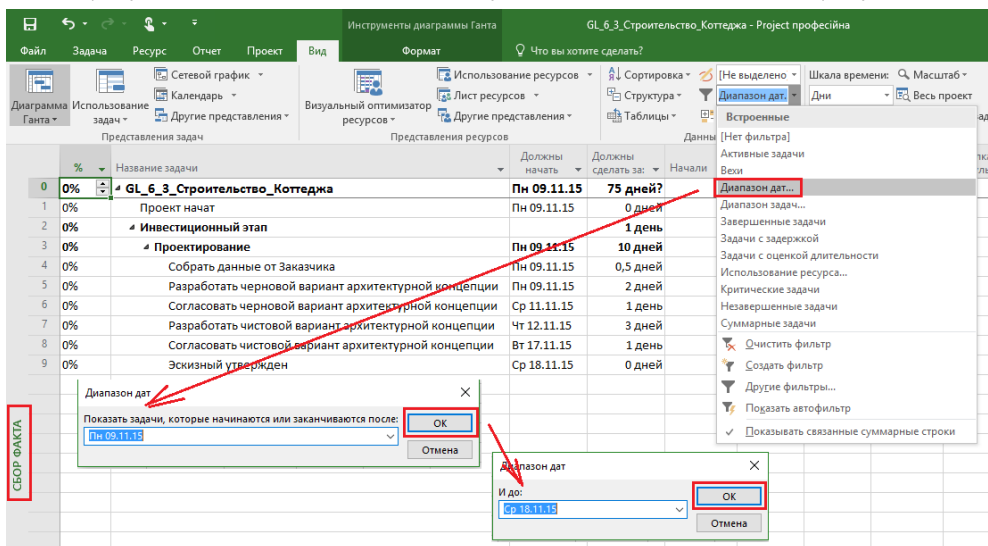 Инструменты диаграммы Ганта
GL_6_3_Строительство_Коттеджа - Project професійна
Файл Задача Ресурс Отчет Проект Вид Формат Что вы хотите сделать?
Диаграмма Ганта
Использование задач
Сетевой график
Календарь
Другие представления
Представления задач
Визуальный оптимизатор ресурсов
Использование ресурсов
Лист ресурсов
Другие представления
Представления ресурсов
Сортировка
Структура
Таблицы
[Не выделено
Диапазон дат.
Данны
Шкала времени:
Дни
Масштаб
Весь проект
Встроенные
[Нет фильтра]
Активные задачи
Вехи
Диапазон дат...
Диапазон задач...
Завершенные задачи
Задачи с задержкой
Задачи с оценкой длительности
Использование ресурса...
Критические задачи
Незавершенные задачи
Суммарные задачи
Очистить фильтр
Создать фильтр
Другие фильтры...
Показать автофильтр
Показывать связанные суммарные строки
% Название задачи Должны начать Должны сделать за: Начали
0 0% GL_6_3_Строительство_Коттеджа Пн 09.11.15 75 дней?
1 0% Проект начат Пн 09.11.15 0 дней
2 0% Инвестиционный этап 1 день
3 0% Проектирование Пн 09.11.15 10 дней
4 0% Собрать данные от Заказчика Пн 09.11.15 0,5 дней
5 0% Разработать черновой вариант архитектурной концепции Пн 09.11.15 2 дней
6 0% Согласовать черновой вариант архитектурной концепции Ср 11.11.15 1 день
7 0% Разработать чистовой вариант архитектурной концепции Чт 12.11.15 3 дней
8 0% Согласовать чистовой вариант архитектурной концепции Вт 17.11.15 1 день
9 0% Эскизный утвержден Ср 18.11.15 0 дней
СБОР ФАКТА
Диапазон дат
Показать задачи, которые начинаются или заканчиваются после:
Пн 09.11.15
ОК
Отмена
Диапазон дат
И до:
Ср 18.11.15
ОК
Отмена